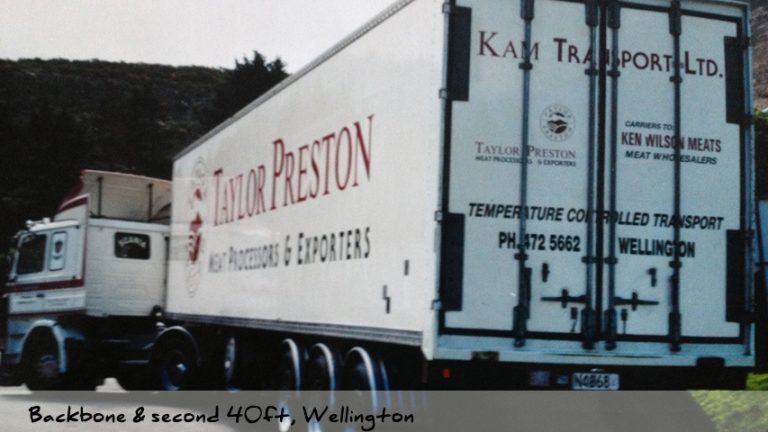 KAM TRANSPORT LTD.
TAYLOR PRESTON
MEAT PROCESSORS & EXPORTERS
CARRIERS TO:
KEN WILSON MEATS
MEAT WHOLESALERS
TEMPERATURE CONTROLLED TRANSPORT
PH. 472 5662 WELLINGTON
TAYLOR PRESTON
MEAT PROCESSORS & EXPORTERS
SCANIA
Backbone & second 40ft, Wellington